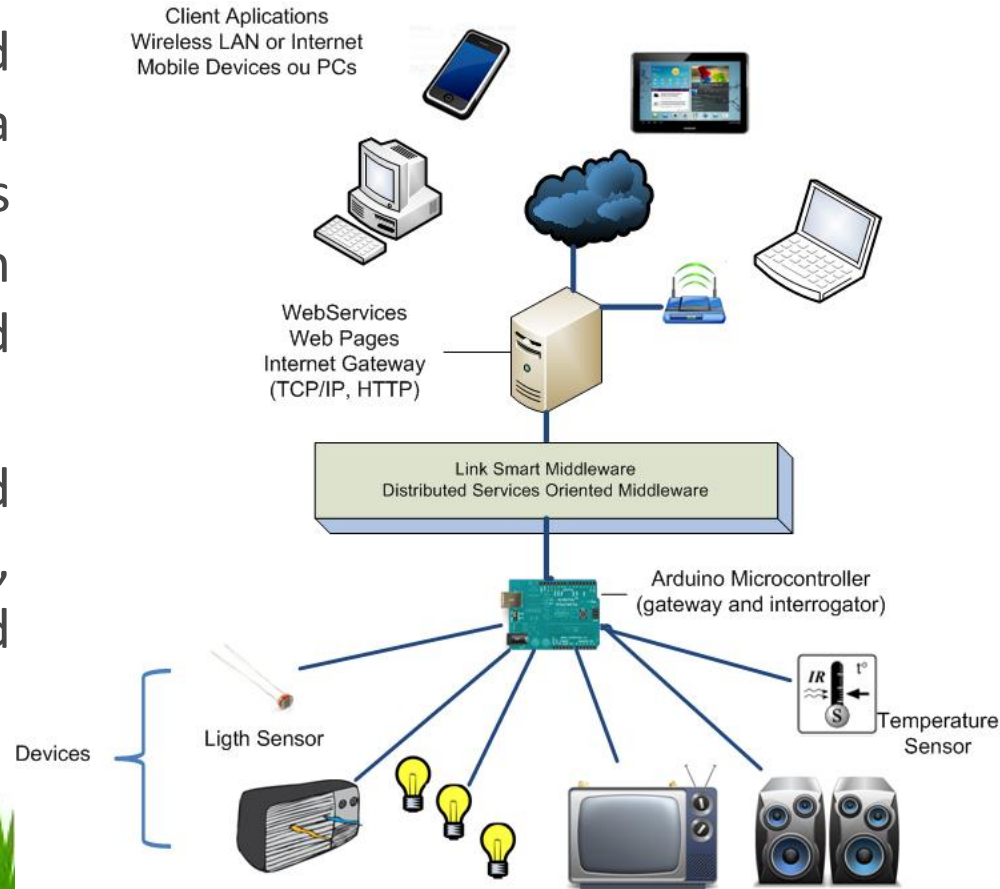 Client Aplications
Wireless LAN or Internet
Mobile Devices ou PCs
d
a
s
n
d
WebServices
Web Pages
Internet Gateway
(TCP/IP, HTTP)
Link Smart Middleware
Distributed Services Oriented Middleware
d
,
d
Arduino Microcontroller
(gateway and interrogator)
IR
t°
S
Temperature
Sensor
Ligth Sensor
Devices